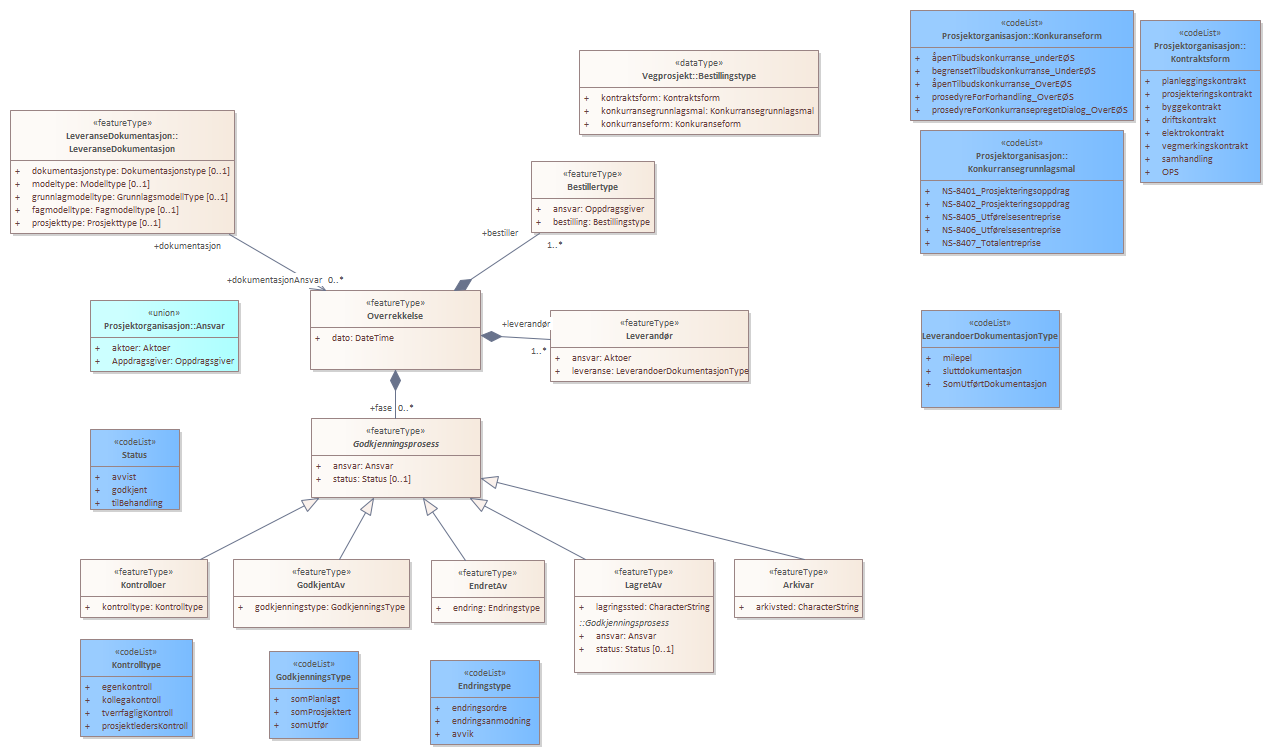 «codeList»
Prosjektorganisasjon::Konkuranseform
+ åpenTilbudskonkurranse_underEØS
+ begrensetTilbudskonkurranse_UnderEØS
+ åpenTilbudskonkurranse_OverEØS
+ prosedyreForForhandling_OverEØS
+ prosedyreForKonkurransepregetDialog_OverEØS
«codeList»
Prosjektorganisasjon::
Kontraktsform
+ planleggingskontrakt
+ prosjekteringskontrakt
+ byggekontrakt
+ driftskontrakt
+ elektrokontrakt
+ vegmerkingskontrakt
+ samhandling
+ OPS
«dataType»
Vegprosjekt::Bestillingstype
+ kontraktsform: Kontraktsform
+ konkurransegrunnlagsmal: Konkurransegrunnlagsmal
+ konkurranseform: Konkuranseform
«featureType»
LeveranseDokumentasjon::
LeveranseDokumentasjon
+ dokumentasjonstype: Dokumentasjonstype [0..1]
+ modeltype: Modelltype [0..1]
+ grunnlagmodelltype: GrunnlagsmodellType [0..1]
+ fagmodelltype: Fagmodelltype [0..1]
+ prosjekttype: Prosjekttype [0..1]
«codeList»
Prosjektorganisasjon::
Konkurransegrunnlagsmal
+ NS-8401_Prosjekteringsoppdrag
+ NS-8402_Prosjekteringsoppdrag
+ NS-8405_Utførelsesentreprise
+ NS-8406_Utførelsesentreprise
+ NS-8407_Totalentreprise
«featureType»
Bestillertype
+ ansvar: Oppdragsgiver
+ bestilling: Bestillingstype
+bestiller
1..*
+dokumentasjon
+dokumentasjonAnsvar 0..*
«featureType»
Overrekkelse
+ dato: DateTime
«union»
Prosjektorganisasjon::Ansvar
+ aktoer: Aktoer
+ Appdragsgiver: Oppdragsgiver
+leverandør
1..*
«featureType»
Leverandør
+ ansvar: Aktoer
+ leveranse: LeverandoerDokumentasjonType
«codeList»
LeverandoerDokumentasjonType
+ milepel
+ sluttdokumentasjon
+ SomUtførtDokumentasjon
+fase 0..*
«featureType»
Godkjenningsprosess
+ ansvar: Ansvar
+ status: Status [0..1]
«codeList»
Status
+ avvist
+ godkjent
+ tilBehandling
«featureType»
Kontrolloer
+ kontrolltype: Kontrolltype
«featureType»
GodkjentAv
+ godkjenningstype: GodkjenningsType
«featureType»
EndretAv
+ endring: Endringstype
«featureType»
LagretAv
+ lagringssted: CharacterString
::Godkjenningsprosess
+ ansvar: Ansvar
+ status: Status [0..1]
«featureType»
Arkivar
+ arkivsted: CharacterString
«codeList»
Kontrolltype
+ egenkontroll
+ kollegakontroll
+ tverrfagligKontroll
+ prosjektledersKontroll
«codeList»
GodkjenningsType
+ somPlanlagt
+ somProsjektert
+ somUtfør
«codeList»
Endringstype
+ endringsordre
+ endringsanmodning
+ avvik